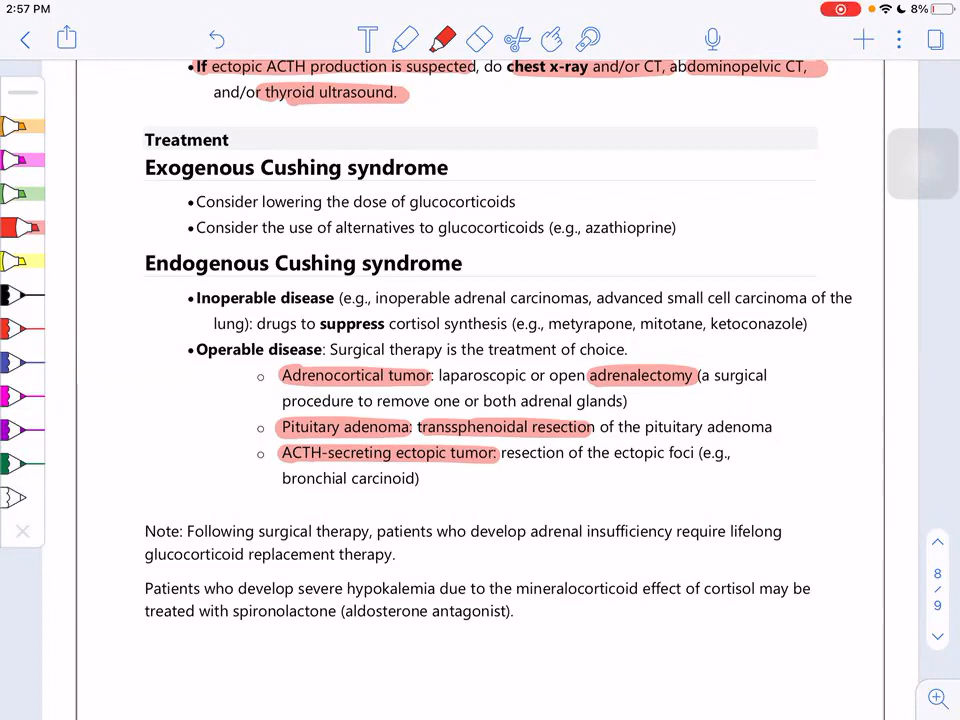 2:57 PM
8%
•If ectopic ACTH production is suspected, do chest x-ray and/or CT, abdominopelvic CT,
and/or thyroid ultrasound.
Treatment
Exogenous Cushing syndrome
•Consider lowering the dose of glucocorticoids
•Consider the use of alternatives to glucocorticoids (e.g., azathioprine)
Endogenous Cushing syndrome
•Inoperable disease (e.g., inoperable adrenal carcinomas, advanced small cell carcinoma of the
lung): drugs to suppress cortisol synthesis (e.g., metyrapone, mitotane, ketoconazole)
•Operable disease: Surgical therapy is the treatment of choice.
○ Adrenocortical tumor: laparoscopic or open adrenalectomy (a surgical
procedure to remove one or both adrenal glands)
○ Pituitary adenoma: transsphenoidal resection of the pituitary adenoma
○ ACTH-secreting ectopic tumor: resection of the ectopic foci (e.g.,
bronchial carcinoid)
Note: Following surgical therapy, patients who develop adrenal insufficiency require lifelong
glucocorticoid replacement therapy.
Patients who develop severe hypokalemia due to the mineralocorticoid effect of cortisol may be
treated with spironolactone (aldosterone antagonist).
8
/
9